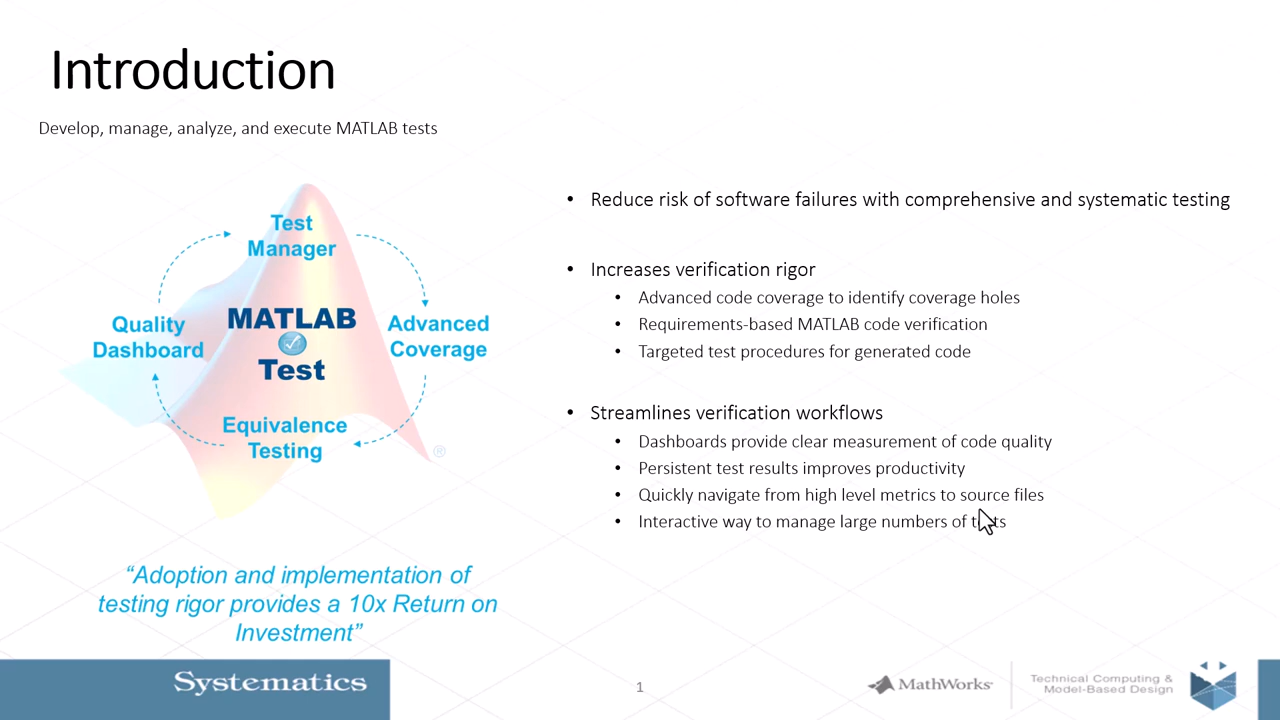 Introduction
Develop, manage, analyze, and execute MATLAB tests
Test
Manager
Quality
Dashboard
MATLAB
Test
Advanced
Coverage
Equivalence
Testing
®
“Adoption and implementation of
testing rigor provides a 10x Return on
Investment”
• Reduce risk of software failures with comprehensive and systematic testing
• Increases verification rigor
• Advanced code coverage to identify coverage holes
• Requirements-based MATLAB code verification
• Targeted test procedures for generated code
• Streamlines verification workflows
• Dashboards provide clear measurement of code quality
• Persistent test results improves productivity
• Quickly navigate from high level metrics to source files
• Interactive way to manage large numbers of tests
Systematics
1
MathWorks
Technical Computing &
Model-Based Design